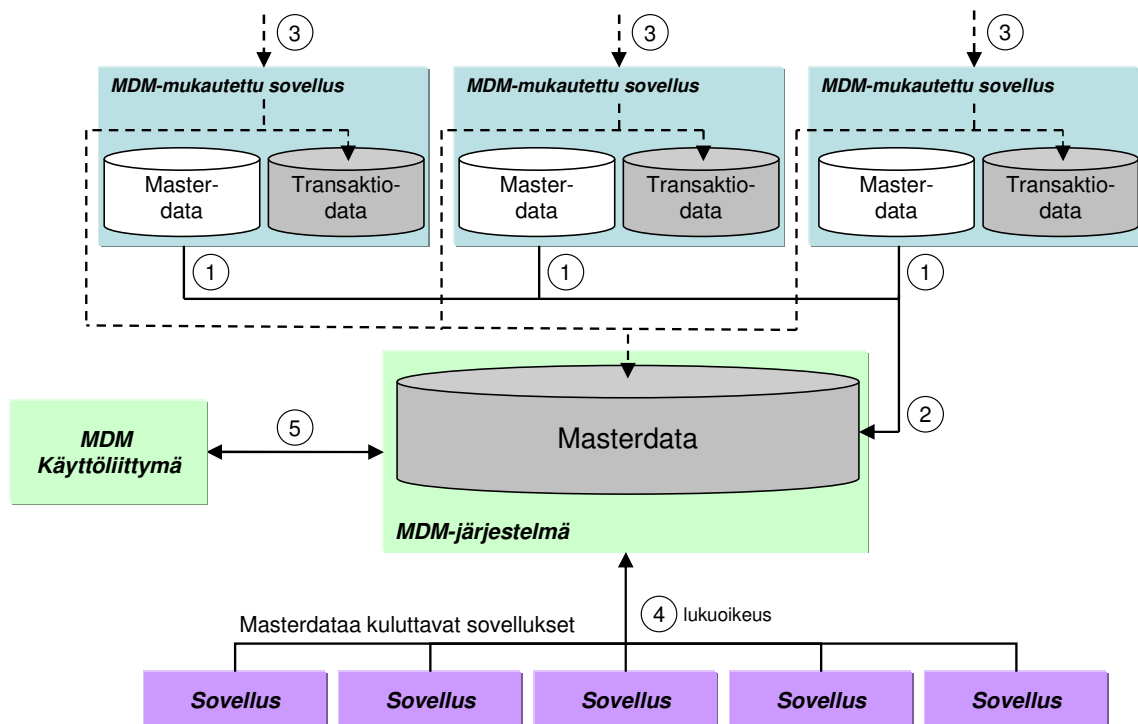 3
3
3
MDM-mukautettu sovellus
MDM-mukautettu sovellus
MDM-mukautettu sovellus
Master-
data
Transaktio-
data
Master-
data
Transaktio-
data
Master-
data
Transaktio-
data
1
1
1
2
Masterdata
5
MDM
Käyttöliittymä
MDM-järjestelmä
4
lukuoikeus
Masterdataa kuluttavat sovellukset
Sovellus
Sovellus
Sovellus
Sovellus
Sovellus